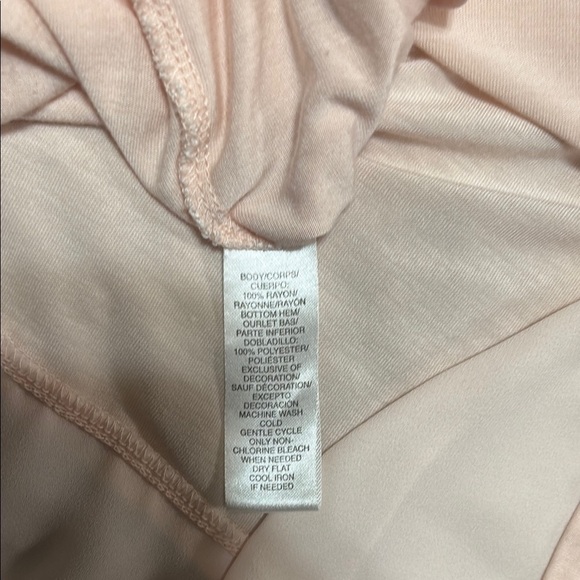 BODY/CORPS/
CUERPO:
100% RAYON/
RAYONNE/RAYÓN
BOTTOM HEM/
OURLET BAS/
PARTE INFERIOR
DOBLADILLO:
100% POLYESTER/
POLIÉSTER
EXCLUSIVE OF
DECORATION/
SAUF DÉCORATION/
EXCEPTO
DECORACIÓN
MACHINE WASH
COLD
GENTLE CYCLE
ONLY NON-
CHLORINE BLEACH
WHEN NEEDED
DRY FLAT
COOL IRON
IF NEEDED